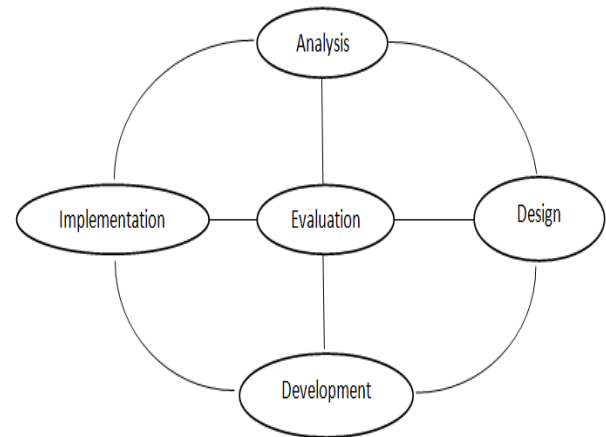 Analysis
Implementation
Evaluation
Design
Development